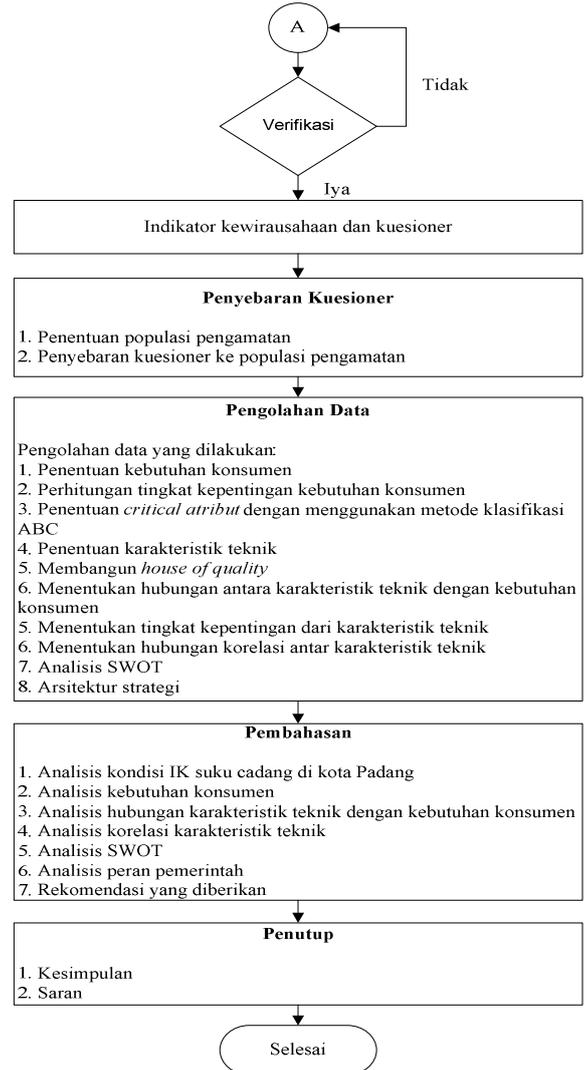 A
Tidak
Verifikasi
Iya
Indikator kewirausahaan dan kuesioner
Penyebaran Kuesioner
1. Penentuan populasi pengamatan
2. Penyebaran kuesioner ke populasi pengamatan
Pengolahan Data
Pengolahan data yang dilakukan:
1. Penentuan kebutuhan konsumen
2. Perhitungan tingkat kepentingan kebutuhan konsumen
3. Penentuan critical atribut dengan menggunakan metode klasifikasi
ABC
4. Penentuan karakteristik teknik
5. Membangun house of quality
6. Menentukan hubungan antara karakteristik teknik dengan kebutuhan
konsumen
5. Menentukan tingkat kepentingan dari karakteristik teknik
6. Menentukan hubungan korelasi antar karakteristik teknik
7. Analisis SWOT
8. Arsitektur strategi
Pembahasan
1. Analisis kondisi IK suku cadang di kota Padang
2. Analisis kebutuhan konsumen
3. Analisis hubungan karakteristik teknik dengan kebutuhan konsumen
4. Analisis korelasi karakteristik teknik
5. Analisis SWOT
6. Analisis peran pemerintah
7. Rekomendasi yang diberikan
Penutup
1. Kesimpulan
2. Saran
Selesai